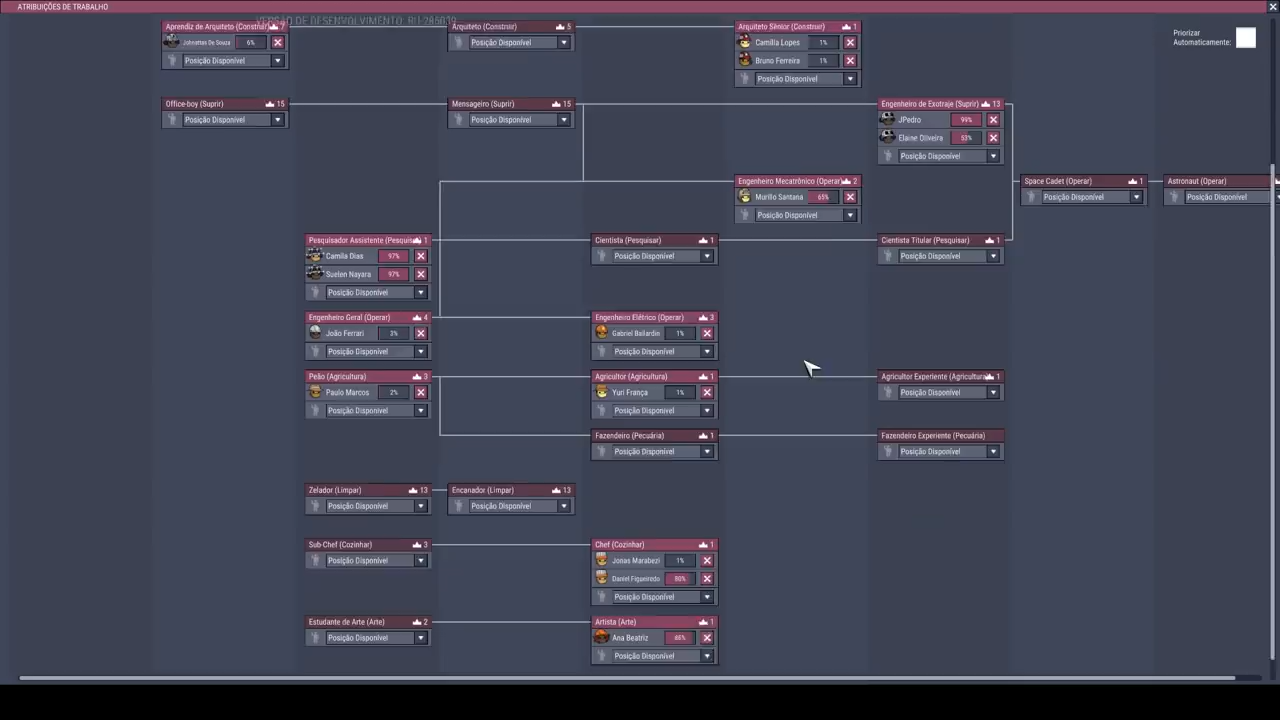 ATRIBUIÇÕES DE TRABALHO
VERSÃO DE DESENVOLVIMENTO: RU-285039
Aprendiz de Arquiteto (Construir) 7
Johnattas De Souza 6%
Posição Disponível
Arquiteto (Construir) 5
Posição Disponível
Arquiteto Sênior (Construir) 1
Camilla Lopes 1%
Bruno Ferreira 1%
Posição Disponível
Priorizar
Automaticamente:
Office-boy (Suprir) 15
Posição Disponível
Mensageiro (Suprir) 15
Posição Disponível
Engenheiro de Exotraje (Suprir) 13
JPedro 99%
Elaine Oliveira 53%
Posição Disponível
Engenheiro Mecatrônico (Operar) 2
Murilo Santana 65%
Posição Disponível
Space Cadet (Operar) 1
Posição Disponível
Astronaut (Operar)
Posição Disponível
Pesquisador Assistente (Pesquisar) 1
Camila Dias 97%
Suelen Nayara 97%
Posição Disponível
Cientista (Pesquisar) 1
Posição Disponível
Cientista Titular (Pesquisar) 1
Posição Disponível
Engenheiro Geral (Operar) 4
João Ferrari 3%
Posição Disponível
Engenheiro Elétrico (Operar) 3
Gabriel Bailardin 1%
Posição Disponível
Peão (Agricultura) 3
Paulo Marcos 2%
Posição Disponível
Agricultor (Agricultura) 1
Yuri França 1%
Posição Disponível
Agricultor Experiente (Agricultura) 1
Posição Disponível
Fazendeiro (Pecuária) 1
Posição Disponível
Fazendeiro Experiente (Pecuária)
Posição Disponível
Zelador (Limpar) 13
Posição Disponível
Encanador (Limpar) 13
Posição Disponível
Sub-Chef (Cozinhar) 3
Posição Disponível
Chef (Cozinhar) 1
Jonas Marabezi 1%
Daniel Figueiredo 80%
Posição Disponível
Estudante de Arte (Arte) 2
Posição Disponível
Artista (Arte) 1
Ana Beatriz 85%
Posição Disponível